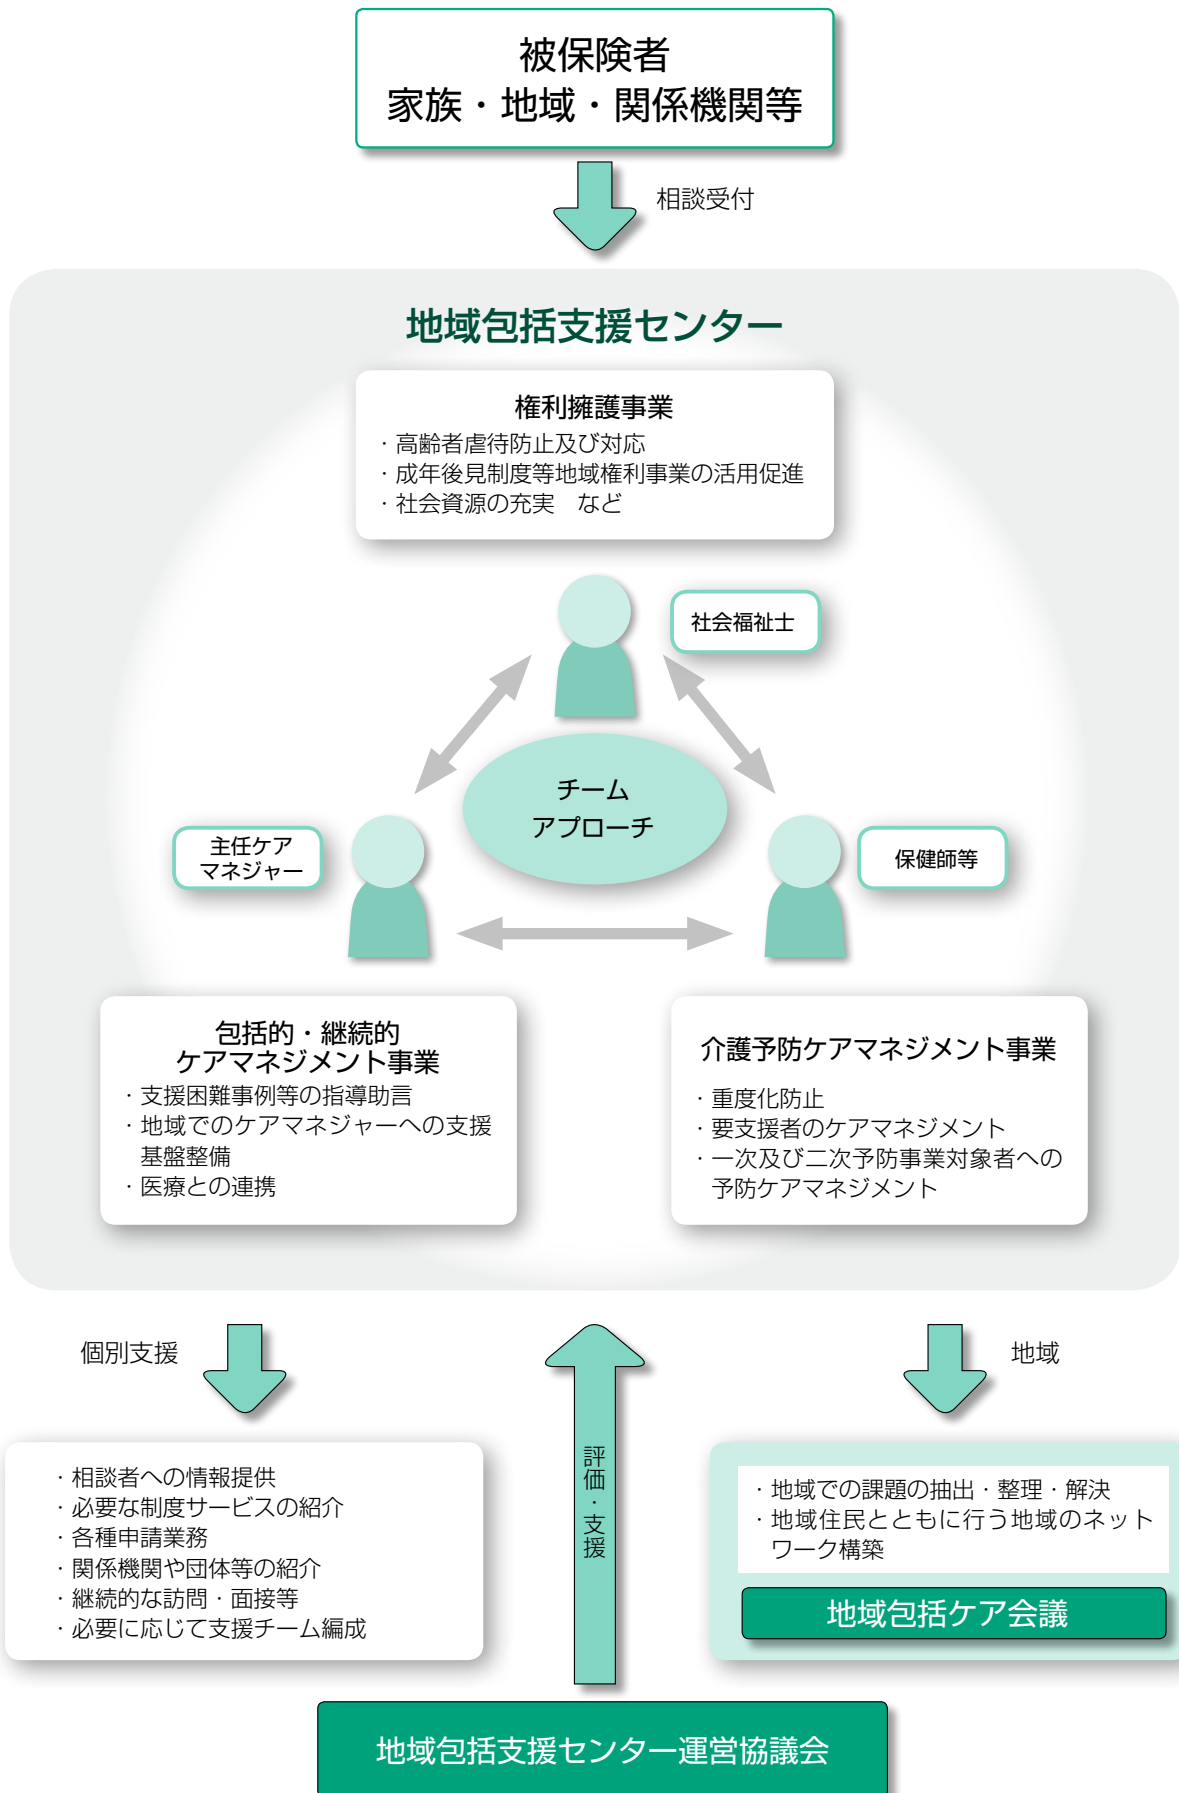 被保険者
家族・地域・関係機関等
相談受付
地域包括支援センター
権利擁護事業
・高齢者虐待防止及び対応
・成年後見制度等地域権利事業の活用促進
・社会資源の充実　など
社会福祉士
チーム
アプローチ
主任ケア
マネジャー
保健師等
包括的・継続的
ケアマネジメント事業
・支援困難事例等の指導助言
・地域でのケアマネジャーへの支援
基盤整備
・医療との連携
介護予防ケアマネジメント事業
・重度化防止
・要支援者のケアマネジメント
・一次及び二次予防事業対象者への
予防ケアマネジメント
個別支援
地域
評価・支援
・相談者への情報提供
・必要な制度サービスの紹介
・各種申請業務
・関係機関や団体等の紹介
・継続的な訪問・面接等
・必要に応じて支援チーム編成
・地域での課題の抽出・整理・解決
・地域住民とともに行う地域のネット
ワーク構築
地域包括ケア会議
地域包括支援センター運営協議会